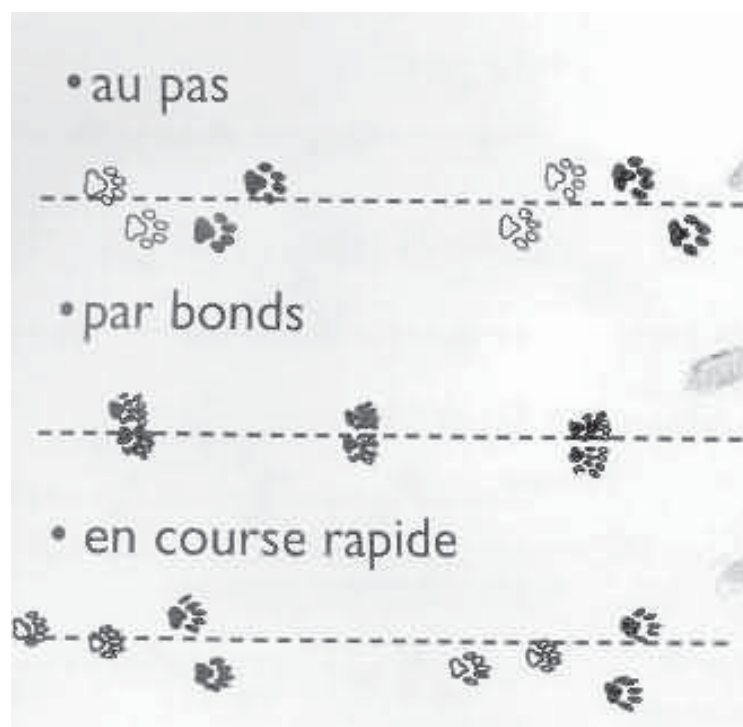 • au pas
• par bonds
• en course rapide